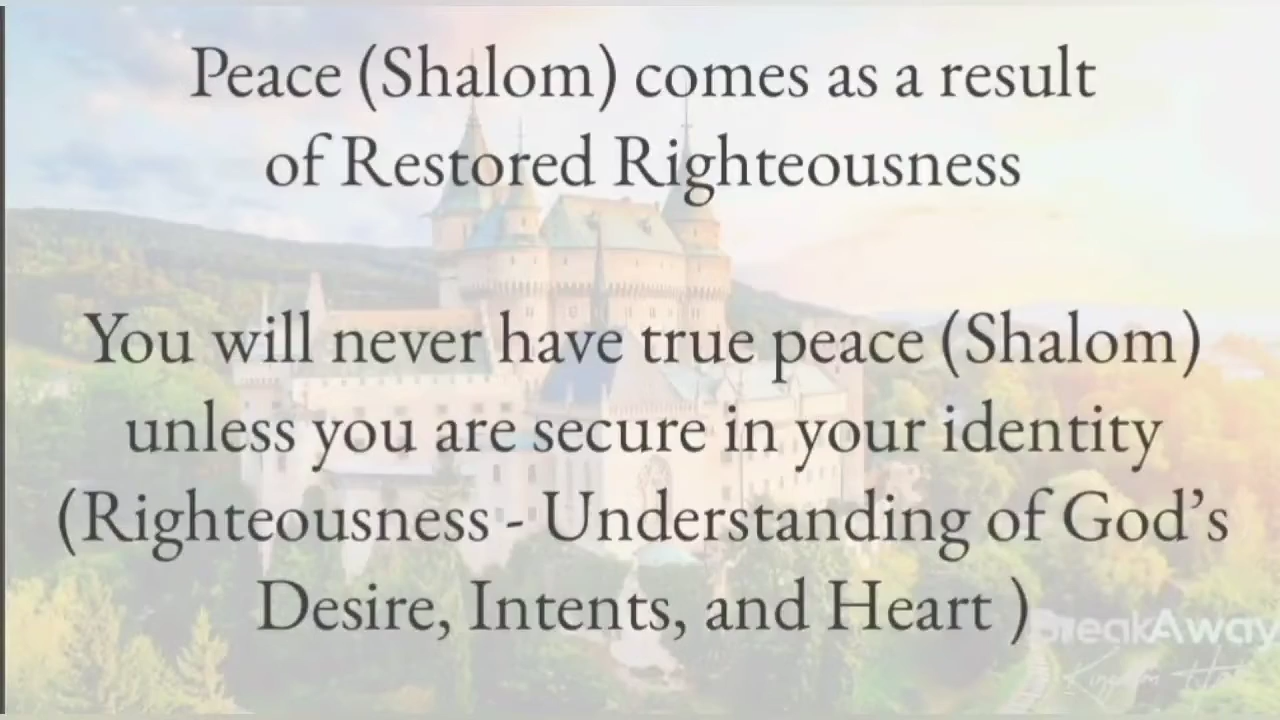 Peace (Shalom) comes as a result
of Restored Righteousness
You will never have true peace (Shalom)
unless you are secure in your identity
(Righteousness - Understanding of God’s
Desire, Intents, and Heart )
BreakAway
Kingdom